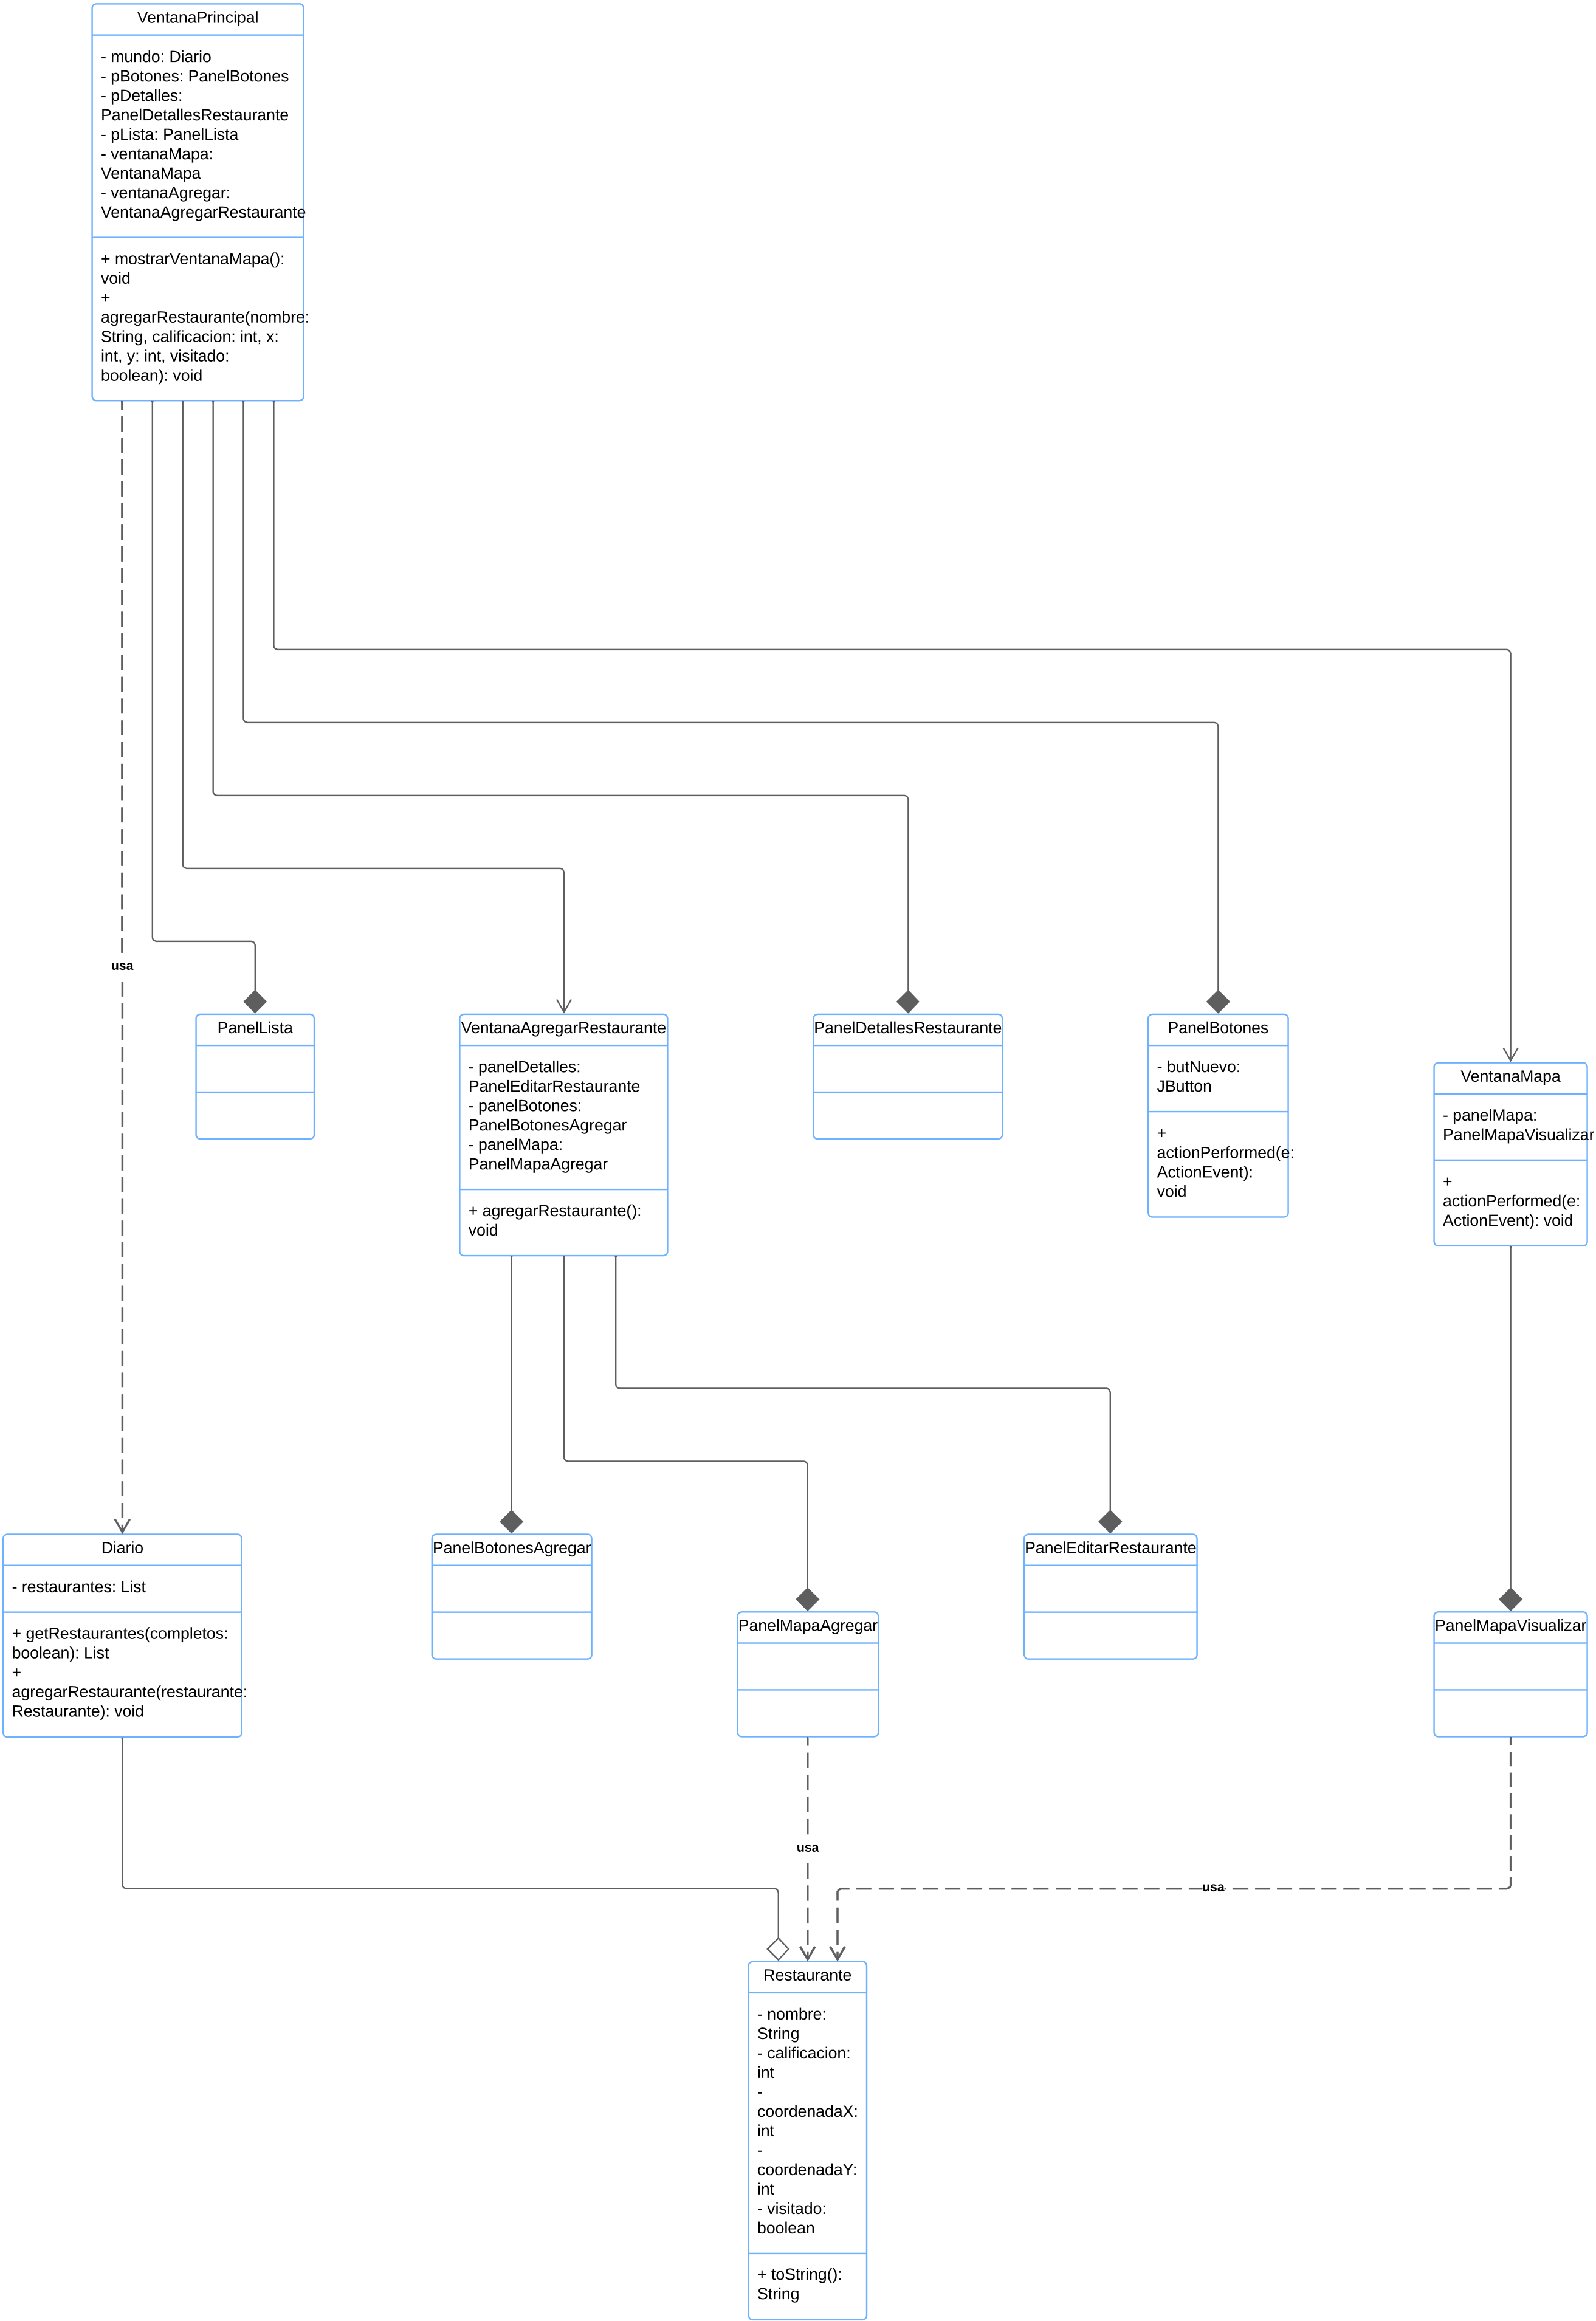 VentanaPrincipal
- mundo: Diario
- pBotones: PanelBotones
- pDetalles:
PanelDetallesRestaurante
- pLista: PanelLista
- ventanaMapa:
VentanaMapa
- ventanaAgregar:
VentanaAgregarRestaurante
+ mostrarVentanaMapa():
void
+
agregarRestaurante(nombre:
String, calificacion: int, x:
int, y: int, visitado:
boolean): void
usa
PanelLista
VentanaAgregarRestaurante
- panelDetalles:
PanelEditarRestaurante
- panelBotones:
PanelBotonesAgregar
- panelMapa:
PanelMapaAgregar
+ agregarRestaurante():
void
PanelDetallesRestaurante
PanelBotones
- butNuevo:
JButton
+
actionPerformed(e:
ActionEvent):
void
VentanaMapa
- panelMapa:
PanelMapaVisualizar
+
actionPerformed(e:
ActionEvent): void
Diario
- restaurantes: List
+ getRestaurantes(completos:
boolean): List
+
agregarRestaurante(restaurante:
Restaurante): void
PanelBotonesAgregar
PanelMapaAgregar
PanelEditarRestaurante
PanelMapaVisualizar
usa
usa
Restaurante
- nombre:
String
- calificacion:
int
-
coordenadaX:
int
-
coordenadaY:
int
- visitado:
boolean
+ toString():
String